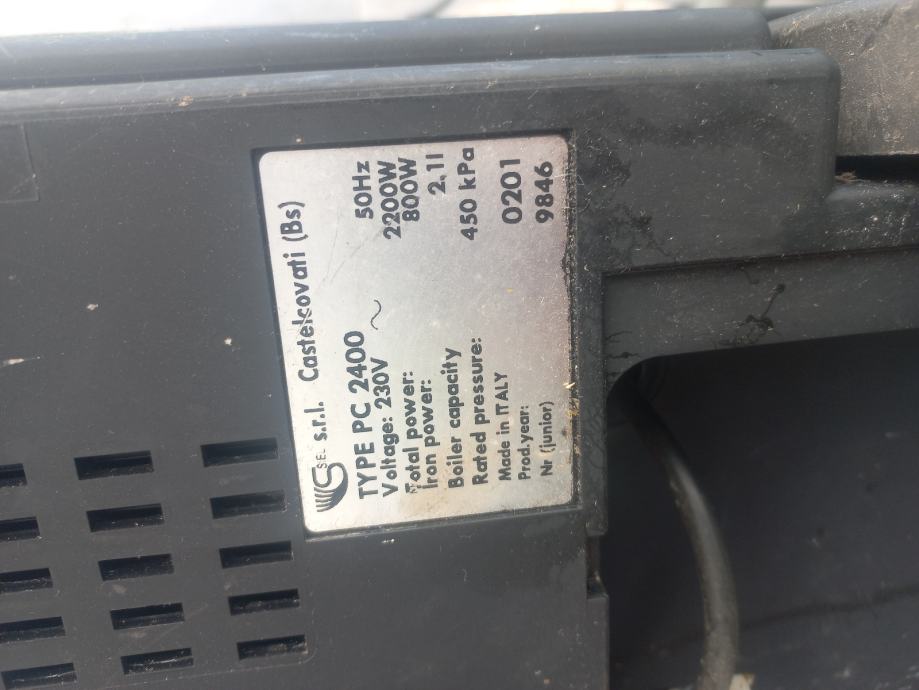 SEL s.r.l. Castelcovati (Bs)
TYPE PC 2400
Voltage: 230V ~ 50Hz
Total power: 2200W
Iron power: 800W
Boiler capacity 2,1l
Rated pressure: 450 kPa
Made in ITALY
Prod.year: 0201
Nr (junior) 9846